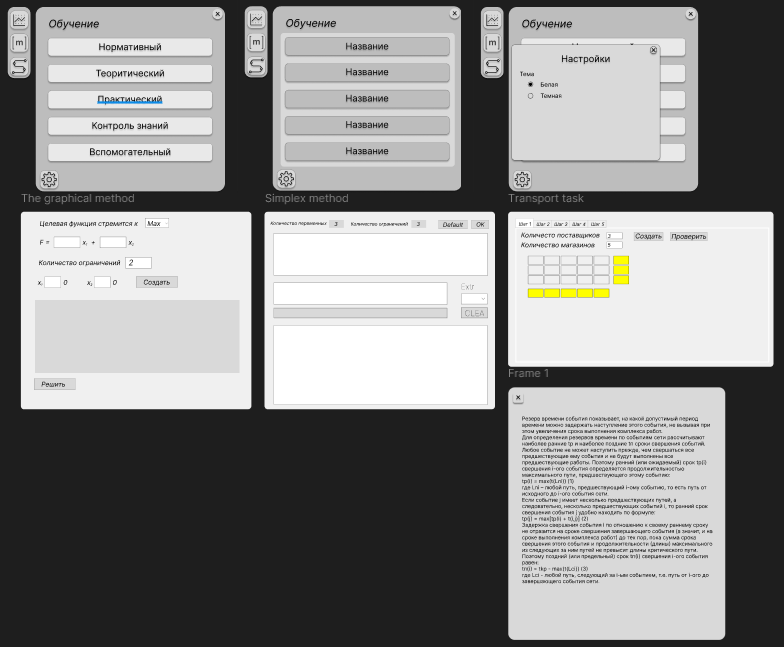 Обучение
Нормативный
Теоритический
Практический
Контроль знаний
Вспомогательный
[m]
Обучение
Название
Название
Название
Название
Название
[m]
Обучение
Настройки
Тема
Белая
Темная
[m]
The graphical method
Simplex method
Transport task
Целевая функция стремится к Max
F = x₁ + x₂
Количество ограничений 2
x₁ 0 x₂ 0 Создать
Решить
Количество переменных 3 Количество ограничений 3 Default OK
Extr
CLEA
Шаг 1 Шаг 2 Шаг 3 Шаг 4 Шаг 5
Количесто поставщиков 3 Создать Проверить
Количество магазинов 5
Frame 1
Резерв времени события показывает, на какой допустимый период
времени можно задержать наступление этого события, не вызывая при
этом увеличения срока выполнения комплекса работ.
Для определения резервов времени по событиям сети рассчитывают
наиболее ранние tр и наиболее поздние tп сроки свершения событий.
Любое событие не может наступить прежде, чем свершаться все
предшествующие ему события и не будут выполнены все
предшествующие работы. Поэтому ранний (или ожидаемый) срок tр(i)
свершения i-ого события определяется продолжительностью
максимального пути, предшествующего этому событию:
tр(i) = max(t(Lni)) (1)
где Lni – любой путь, предшествующий i-ому событию, то есть путь от
исходного до i-ого события сети.
Если событие j имеет несколько предшествующих путей, а
следовательно, несколько предшествующих событий i, то ранний срок
свершения события j удобно находить по формуле:
tр(j) = max[tр(i) + t(i,j)] (2)
Задержка свершения события i по отношению к своему раннему сроку
не отразится на сроке свершения завершающего события (а значит, и на
сроке выполнения комплекса работ) до тех пор, пока сумма срока
свершения этого события и продолжительности (длины) максимального
из следующих за ним путей не превысит длины критического пути.
Поэтому поздний (или предельный) срок tп(i) свершения i-ого события
равен:
tп(i) = tкр - max(t(Lci)) (3)
где Lci - любой путь, следующий за i-ым событием, т.е. путь от i-ого до
завершающего события сети.